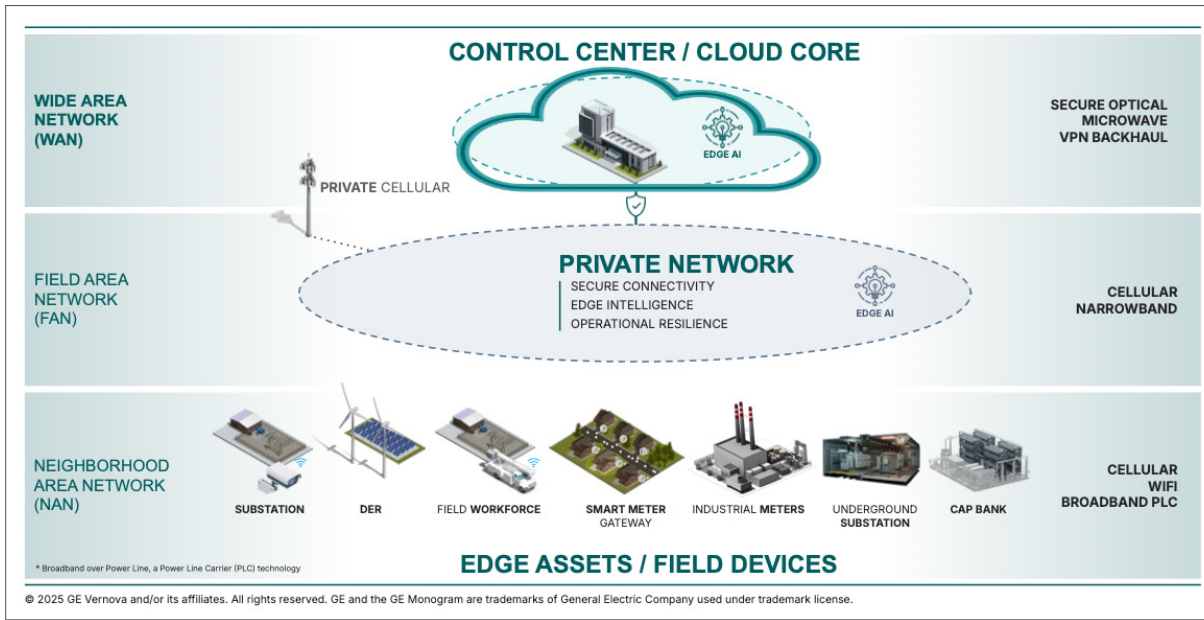 CONTROL CENTER / CLOUD CORE
WIDE AREA
NETWORK
(WAN)
EDGE AI
SECURE OPTICAL
MICROWAVE
VPN BACKHAUL
PRIVATE CELLULAR
FIELD AREA
NETWORK
(FAN)
PRIVATE NETWORK
SECURE CONNECTIVITY
EDGE INTELLIGENCE
OPERATIONAL RESILIENCE
EDGE AI
CELLULAR
NARROWBAND
NEIGHBORHOOD
AREA NETWORK
(NAN)
SUBSTATION
DER
FIELD WORKFORCE
SMART METER
GATEWAY
INDUSTRIAL METERS
UNDERGROUND
SUBSTATION
CAP BANK
CELLULAR
WIFI
BROADBAND PLC
EDGE ASSETS / FIELD DEVICES
* Broadband over Power Line, a Power Line Carrier (PLC) technology
© 2025 GE Vernova and/or its affiliates. All rights reserved. GE and the GE Monogram are trademarks of General Electric Company used under trademark license.